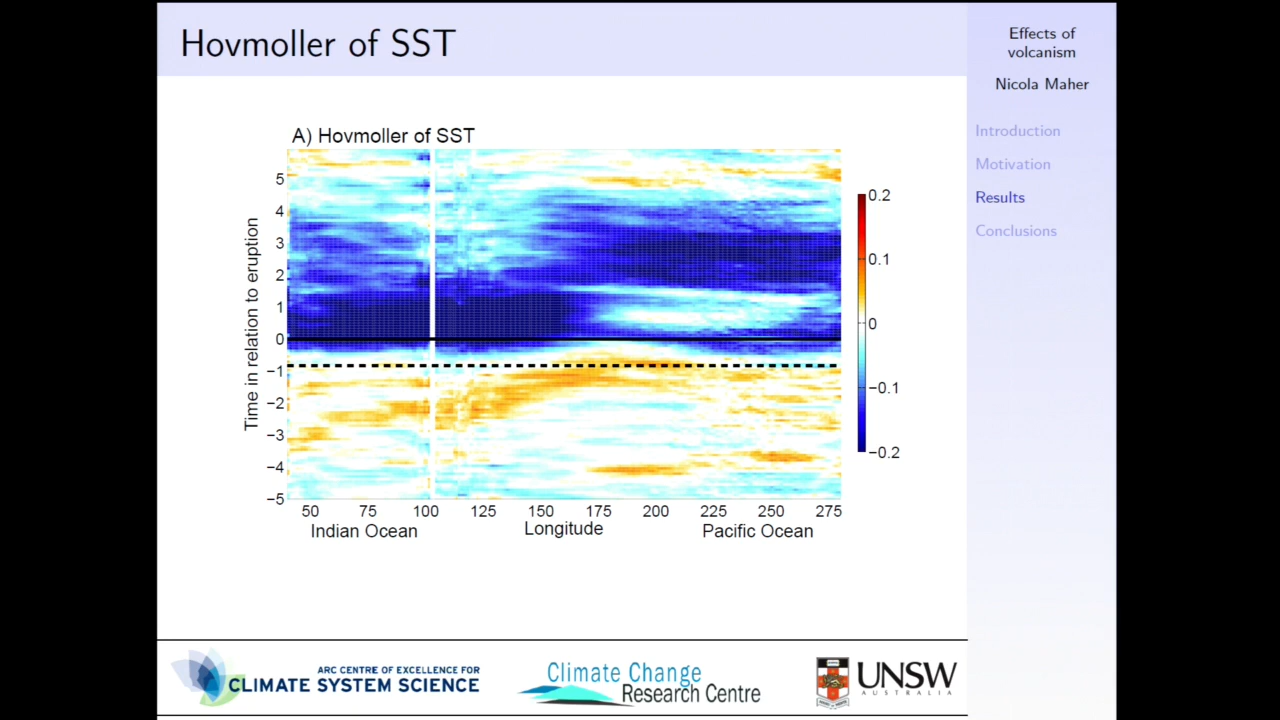 Hovmoller of SST
Effects of
volcanism
Nicola Maher
Introduction
Motivation
Results
Conclusions
A) Hovmoller of SST
Time in relation to eruption
5
4
3
2
1
0
−1
−2
−3
−4
−5
50 75 100 125 150 175 200 225 250 275
Indian Ocean Longitude Pacific Ocean
0.2
0.1
0
−0.1
−0.2
ARC CENTRE OF EXCELLENCE FOR
CLIMATE SYSTEM SCIENCE
Climate Change
Research Centre
UNSW
AUSTRALIA